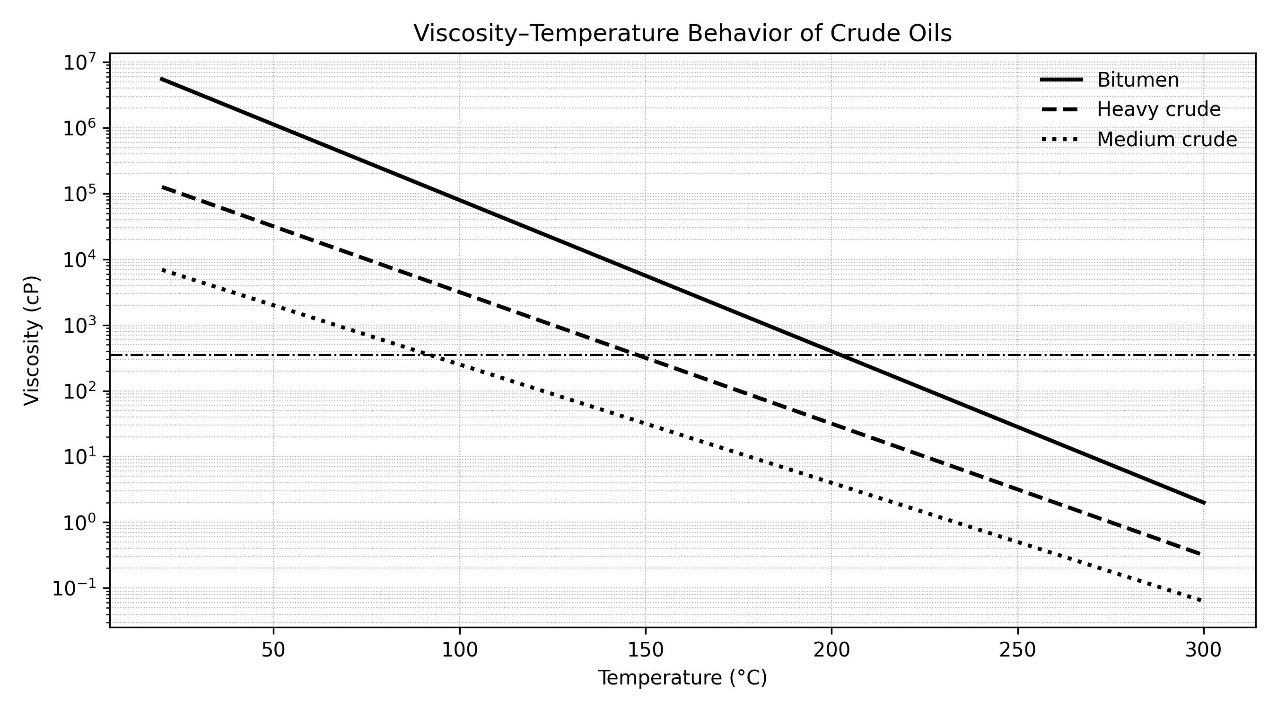 Viscosity–Temperature Behavior of Crude Oils
Bitumen
Heavy crude
Medium crude
Viscosity (cP)
10⁷
10⁶
10⁵
10⁴
10³
10²
10¹
10⁰
10⁻¹
50 100 150 200 250 300
Temperature (°C)